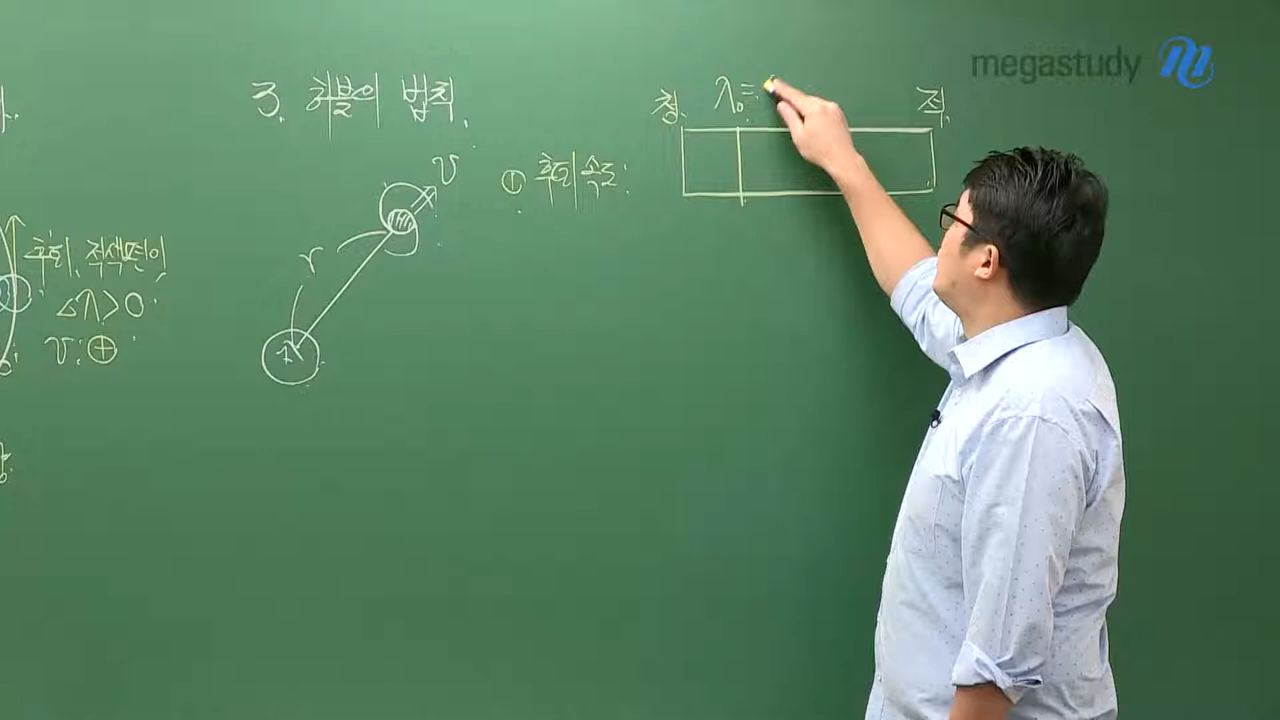 megastudy
3. 허블의 법칙.
청. λ₀= 적.
v
① 후퇴 속도:
r
후퇴, 적색편이
Δλ>0
v: ⊕